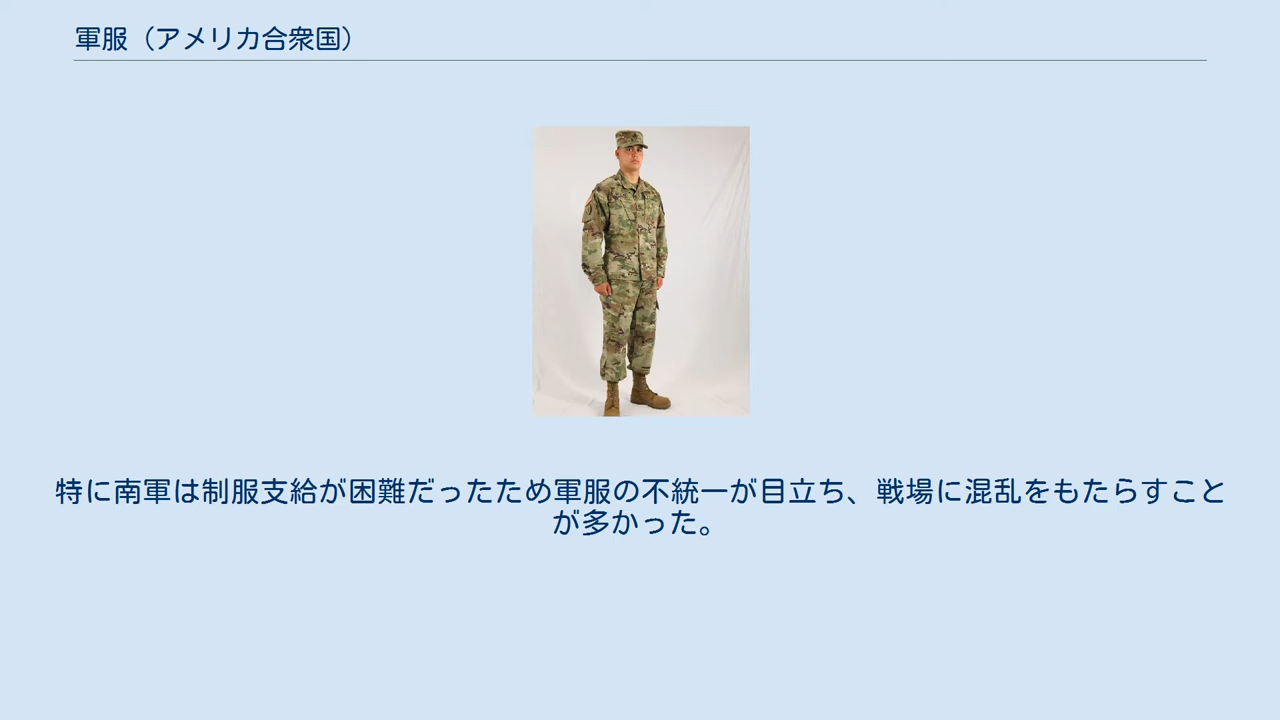 軍服（アメリカ合衆国）
特に南軍は制服支給が困難だったため軍服の不統一が目立ち、戦場に混乱をもたらすこと
が多かった。